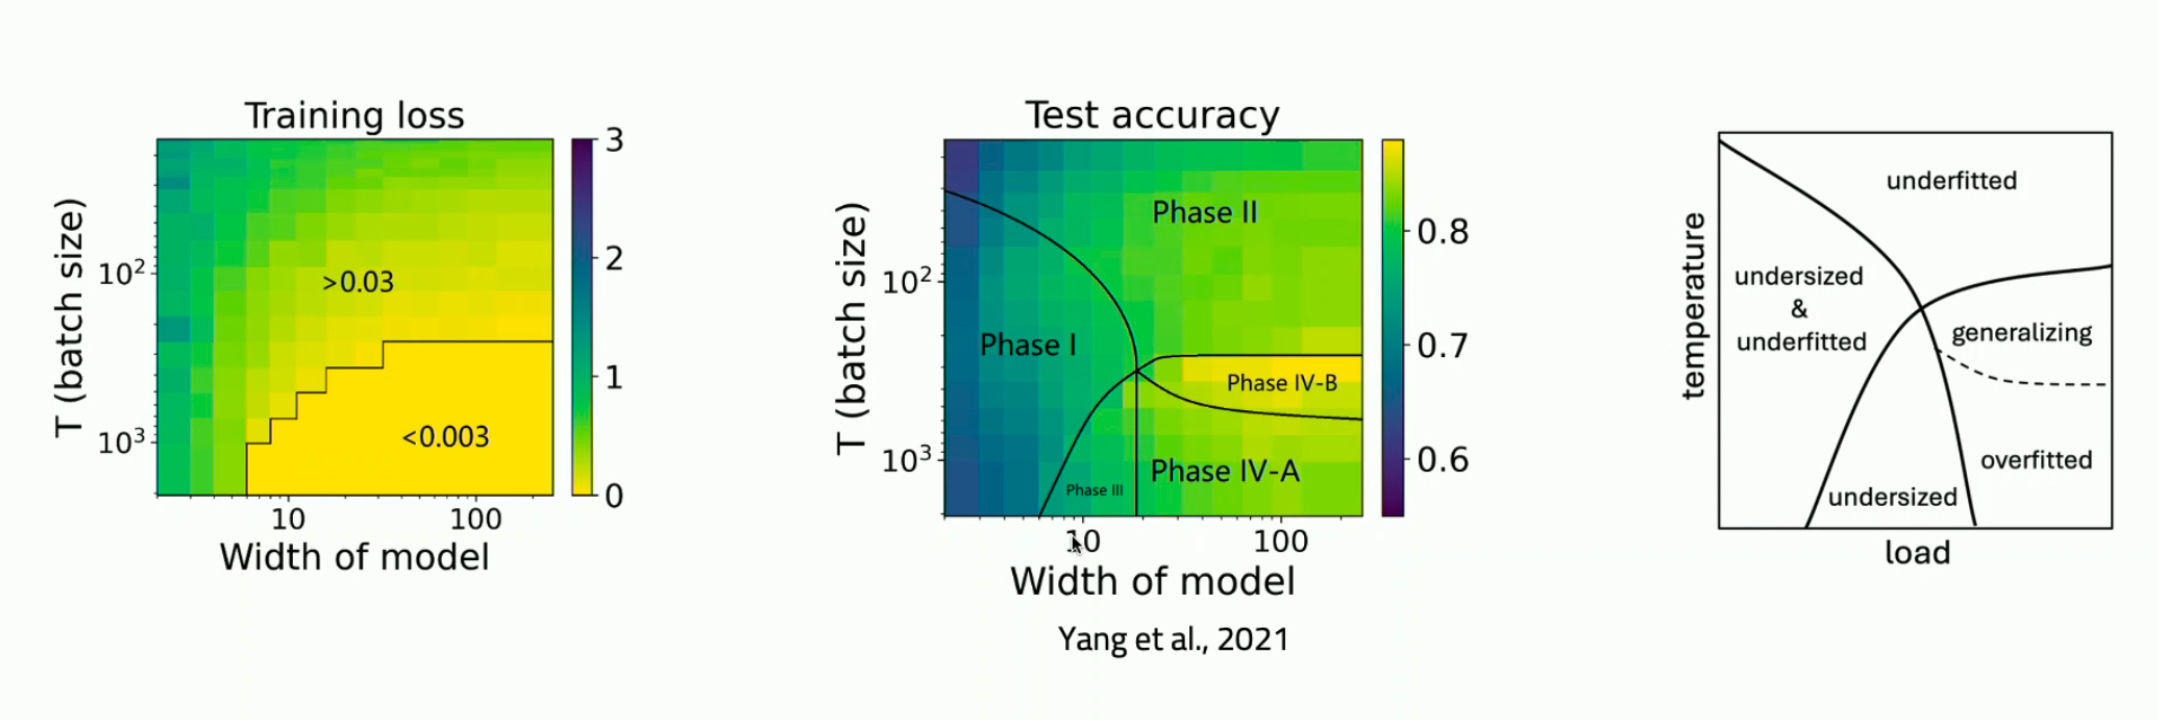 Training loss
T (batch size)
10²
10³
>0.03
<0.003
10
100
Width of model
3
2
1
0
Test accuracy
T (batch size)
10²
10³
Phase II
Phase I
Phase IV-B
Phase IV-A
Phase III
10
100
Width of model
0.8
0.7
0.6
Yang et al., 2021
temperature
underfitted
undersized
&
underfitted
generalizing
overfitted
undersized
load